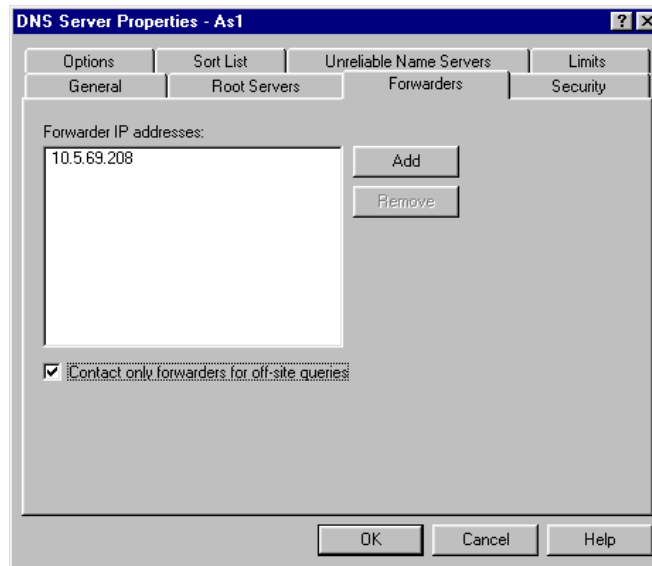 DNS Server Properties - As1
Options Sort List Unreliable Name Servers Limits
General Root Servers Forwarders Security
Forwarder IP addresses:
10.5.69.208
Add
Remove
Contact only forwarders for off-site queries
OK Cancel Help